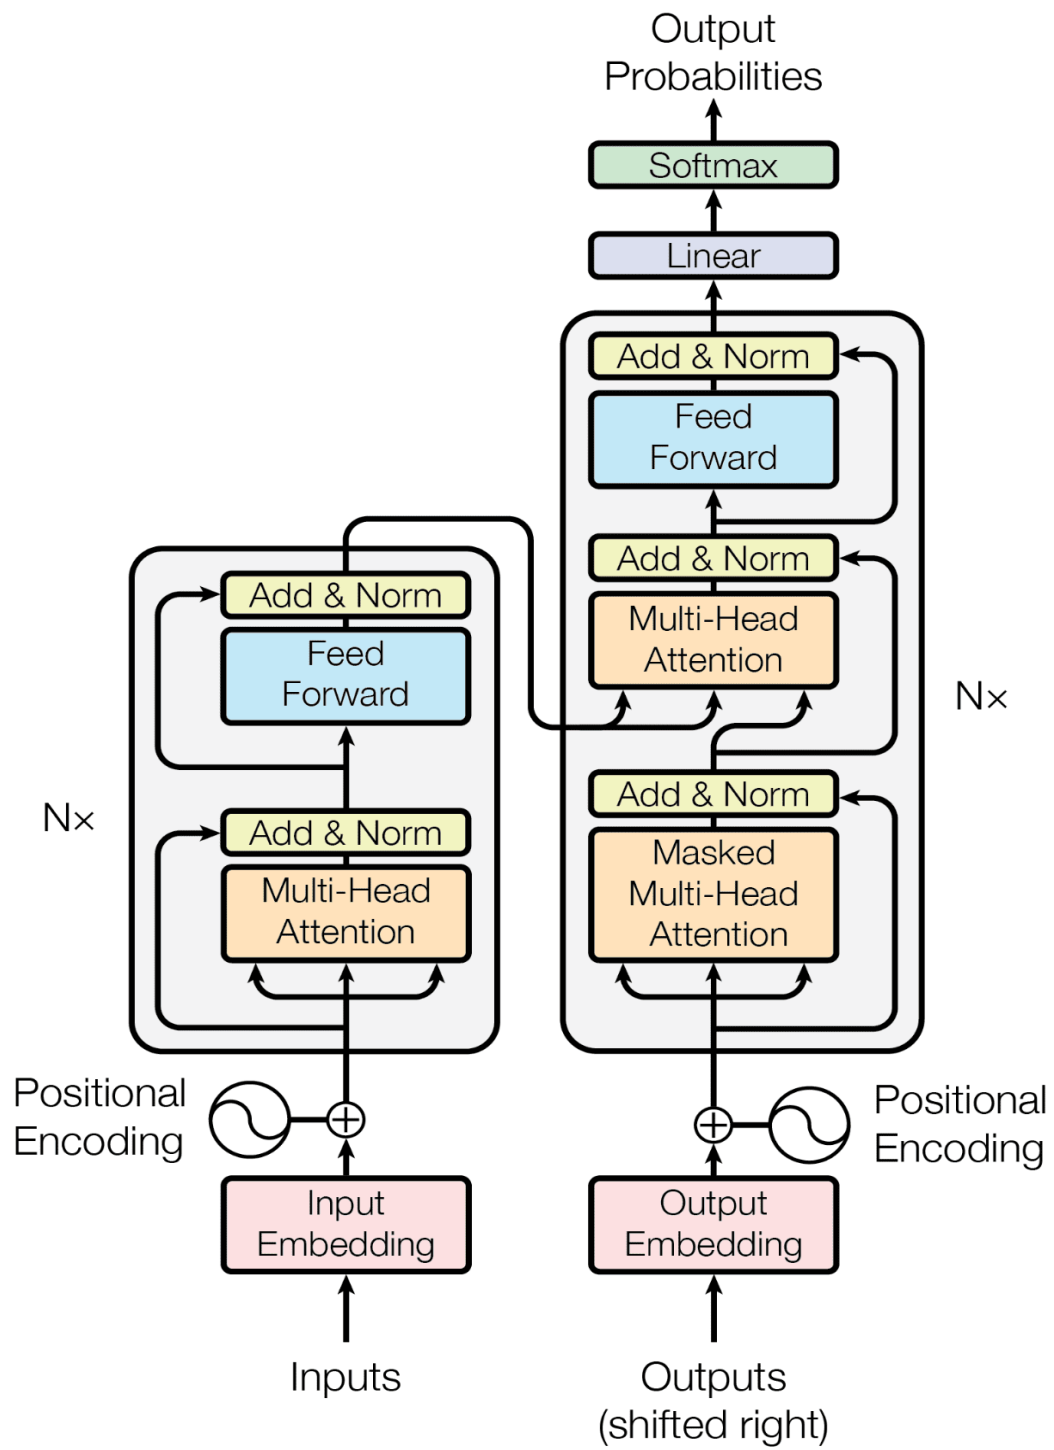 Output
Probabilities
Softmax
Linear
Add & Norm
Feed
Forward
Add & Norm
Multi-Head
Attention
Add & Norm
Masked
Multi-Head
Attention
N×
Add & Norm
Feed
Forward
Add & Norm
Multi-Head
Attention
N×
Positional
Encoding
Positional
Encoding
Input
Embedding
Output
Embedding
Inputs
Outputs
(shifted right)